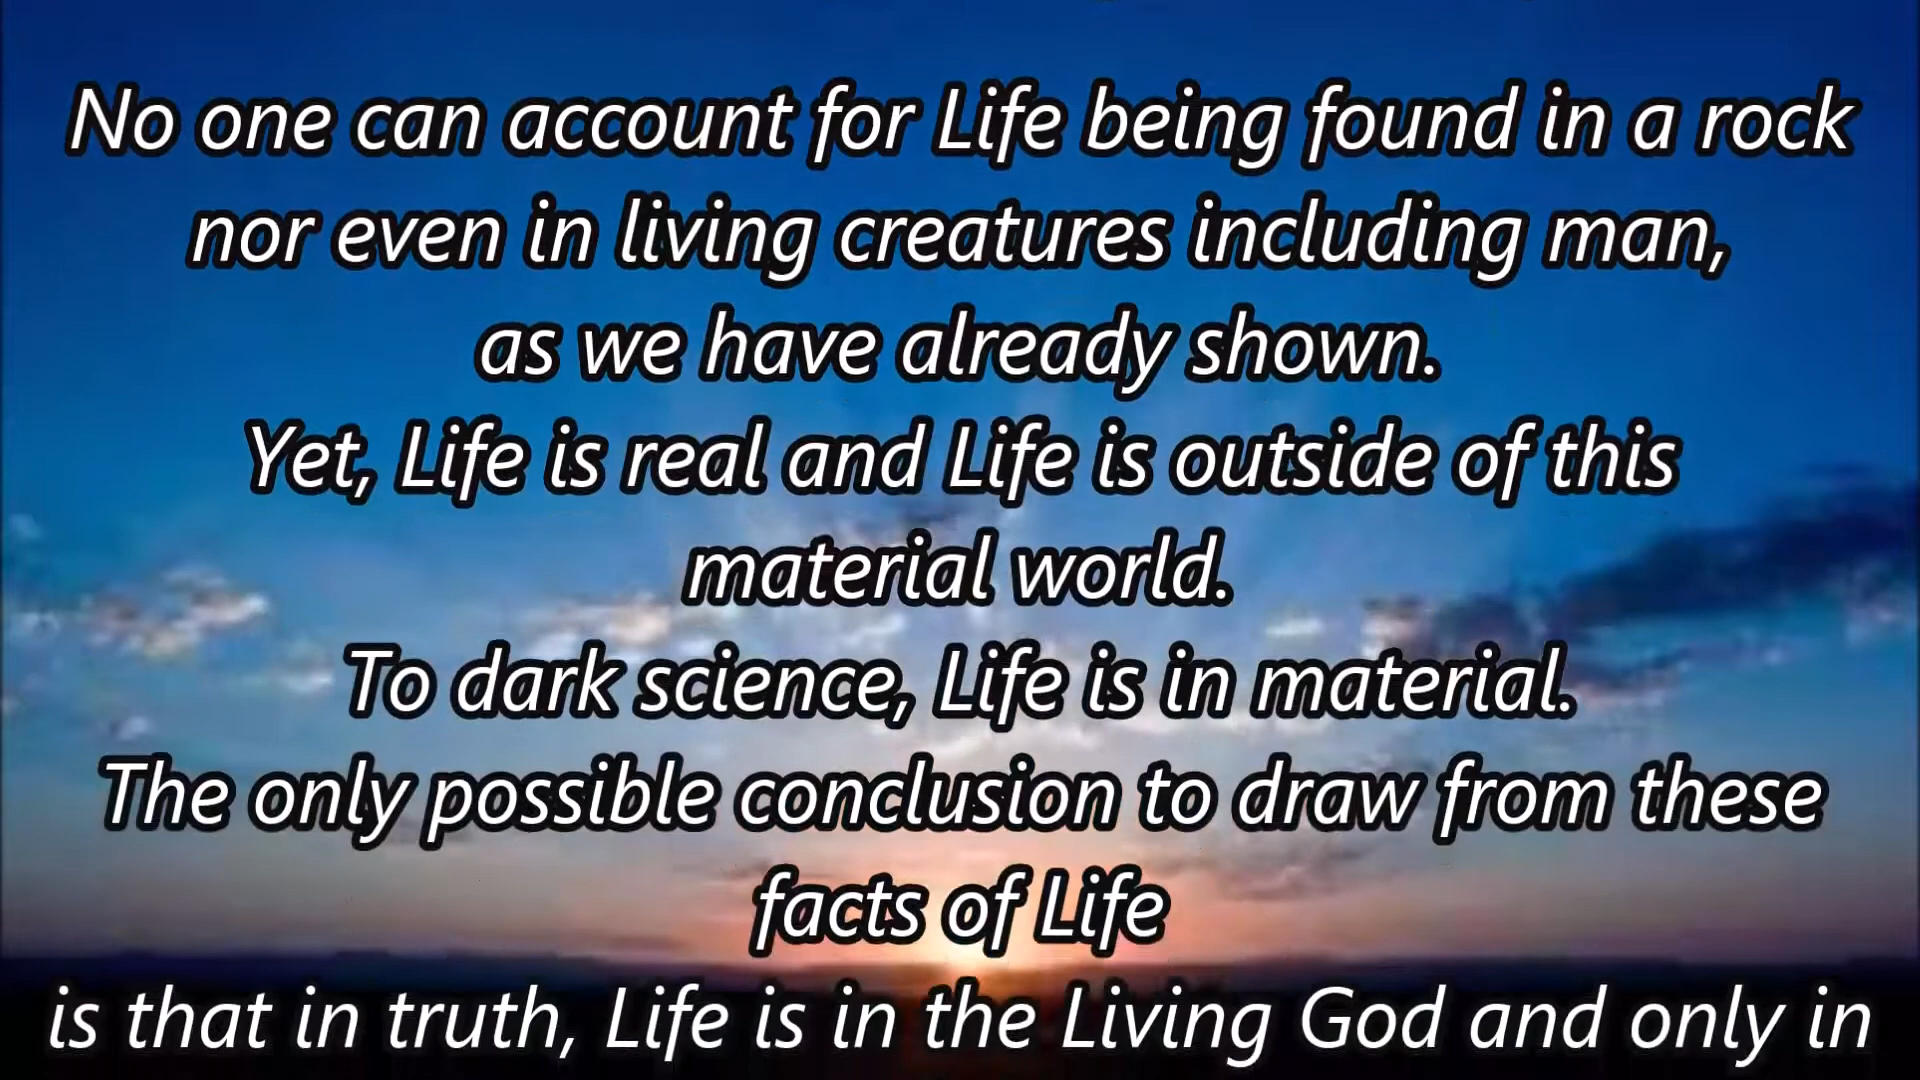 No one can account for Life being found in a rock
nor even in living creatures including man,
as we have already shown.
Yet, Life is real and Life is outside of this
material world.
To dark science, Life is in material.
The only possible conclusion to draw from these
facts of Life
is that in truth, Life is in the Living God and only in